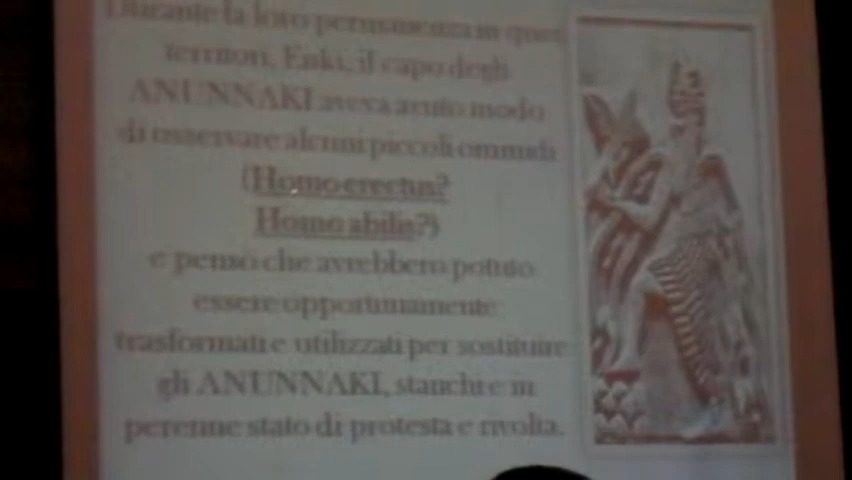 Durante la loro permanenza in quei
territori, Enki, il capo degli
ANUNNAKI aveva avuto modo
di osservare alcuni piccoli ominidi
(Homo erectus?
Homo abilis?)
e pensò che avrebbero potuto
essere opportunamente
trasformati e utilizzati per sostituire
gli ANUNNAKI, stanchi e in
perenne stato di protesta e rivolta.